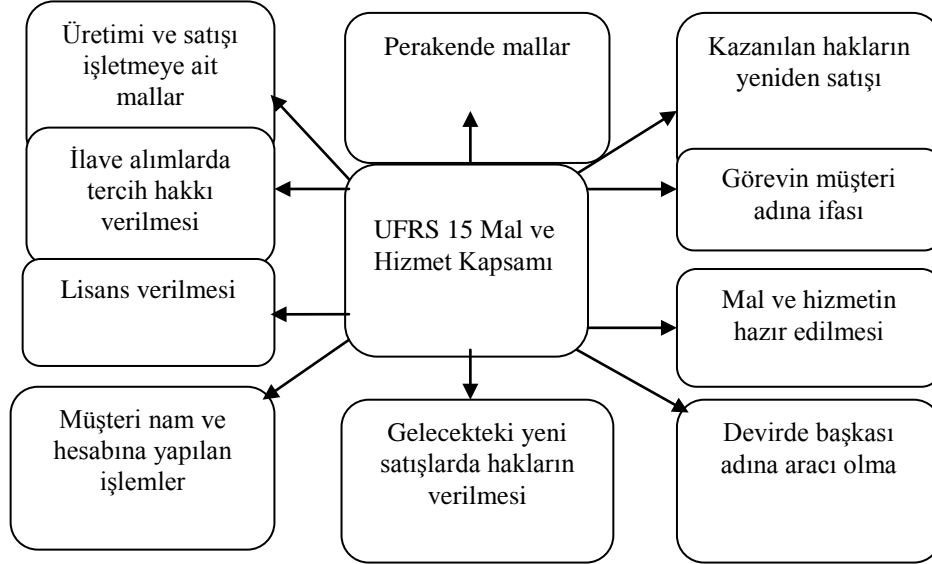 Üretimi ve satışı
işletmeye ait
mallar
Perakende mallar
Kazanılan hakların
yeniden satışı
İlave alımlarda
tercih hakkı
verilmesi
UFRS 15 Mal ve
Hizmet Kapsamı
Görevin müşteri
adına ifası
Lisans verilmesi
Mal ve hizmetin
hazır edilmesi
Müşteri nam ve
hesabına yapılan
işlemler
Gelecekteki yeni
satışlarda hakların
verilmesi
Devirde başkası
adına aracı olma